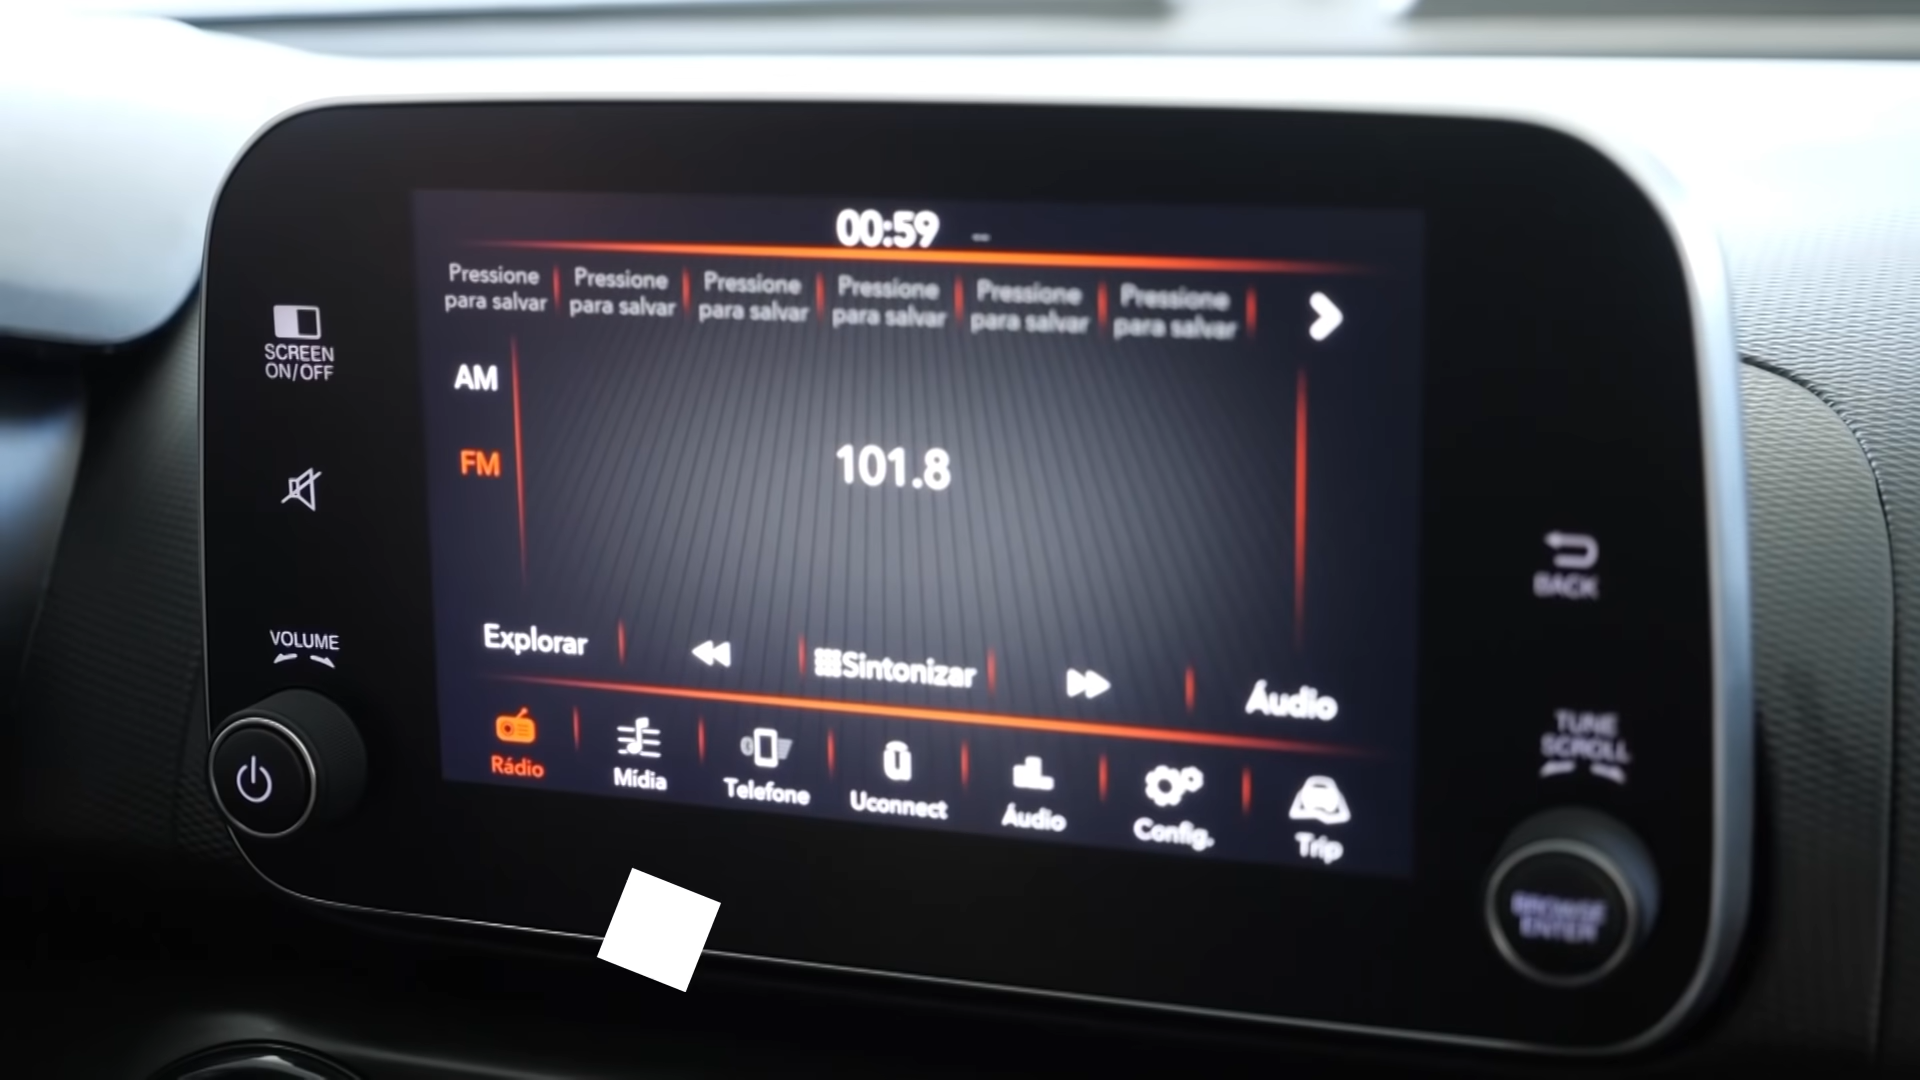 00:59 --
Pressione para salvar
Pressione para salvar
Pressione para salvar
Pressione para salvar
Pressione para salvar
Pressione para salvar
SCREEN
ON/OFF
AM
FM
101.8
BACK
VOLUME
Explorar
Sintonizar
Áudio
TUNE
SCROLL
Rádio
Mídia
Telefone
Uconnect
Áudio
Config.
Trip
BROWSE
ENTER